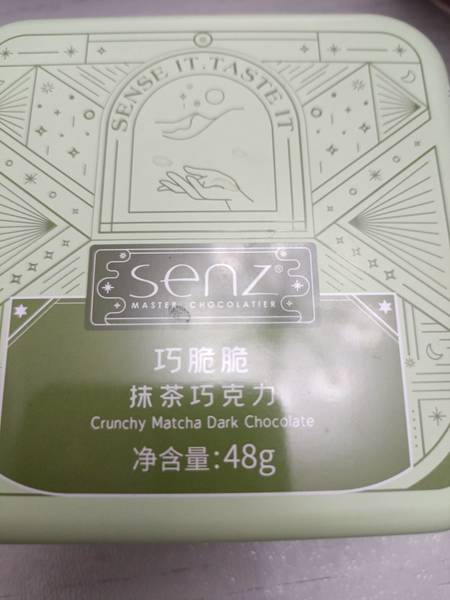 SENSE IT. TASTE IT
senz®
MASTER CHOCOLATIER
巧脆脆
抹茶巧克力
Crunchy Matcha Dark Chocolate
净含量:48g